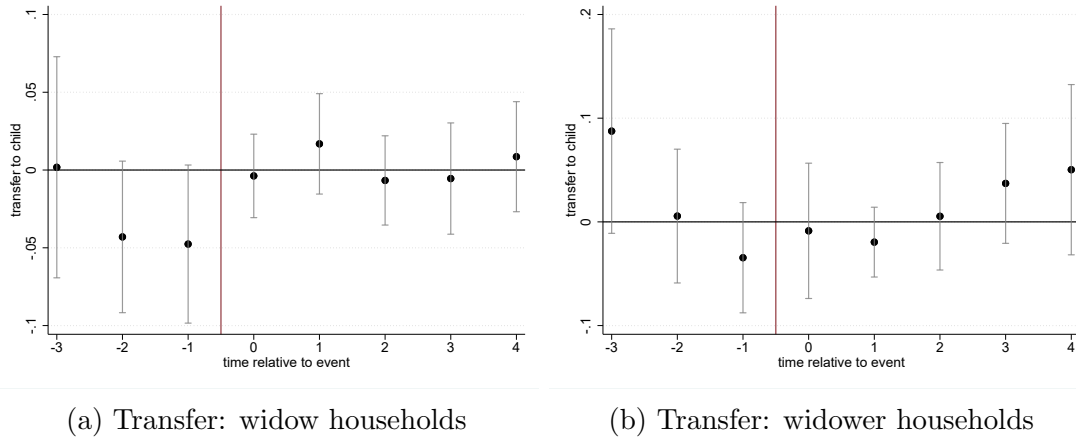 .1
.05
0
-.05
-.1
transfer to child
-3 -2 -1 0 1 2 3 4
time relative to event
(a) Transfer: widow households
.2
.1
0
-.1
transfer to child
-3 -2 -1 0 1 2 3 4
time relative to event
(b) Transfer: widower households